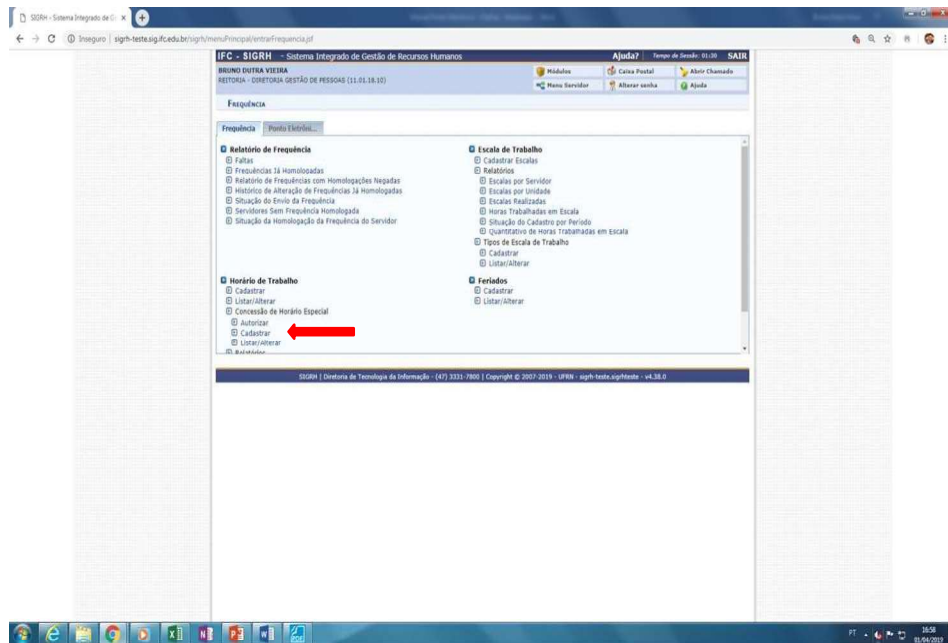 SIGRH - Sistema Integrado de G
Inseguro | sigrh-teste.sig.ifc.edu.br/sigrh/menuPrincipal/entrarFrequencia.jsf
IFC - SIGRH - Sistema Integrado de Gestão de Recursos Humanos
Ajuda? | Tempo de Sessão: 01:30 SAIR
BRUNO DUTRA VIEIRA
REITORIA - DIRETORIA GESTÃO DE PESSOAS (11.01.18.10)
Módulos
Caixa Postal
Abrir Chamado
Menu Servidor
Alterar senha
Ajuda
FREQUÊNCIA
Frequência
Ponto Eletrôni...
Relatório de Frequência
Faltas
Frequências Já Homologadas
Relatório de Frequências com Homologações Negadas
Histórico de Alteração de Frequências Já Homologadas
Situação do Envio da Frequência
Servidores Sem Frequência Homologada
Situação da Homologação da Frequência do Servidor
Escala de Trabalho
Cadastrar Escalas
Relatórios
Escalas por Servidor
Escalas por Unidade
Escalas Realizadas
Horas Trabalhadas em Escala
Situação do Cadastro por Período
Quantitativo de Horas Trabalhadas em Escala
Tipos de Escala de Trabalho
Cadastrar
Listar/Alterar
Horário de Trabalho
Cadastrar
Listar/Alterar
Concessão de Horário Especial
Autorizar
Cadastrar
Listar/Alterar
Relatórios
Feriados
Cadastrar
Listar/Alterar
SIGRH | Diretoria de Tecnologia da Informação - (47) 3331-7800 | Copyright © 2007-2019 - UFRN - sigrh-teste.sigrhteste - v4.38.0
PT
16:58
01/04/2019